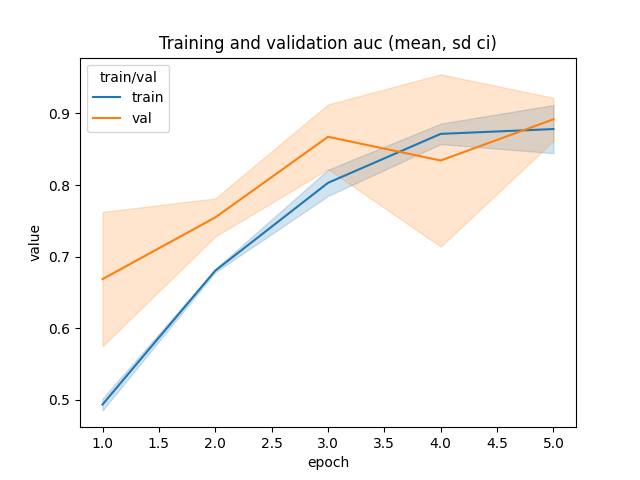 Training and validation auc (mean, sd ci)
train/val
train
val
value
0.9
0.8
0.7
0.6
0.5
1.0 1.5 2.0 2.5 3.0 3.5 4.0 4.5 5.0
epoch